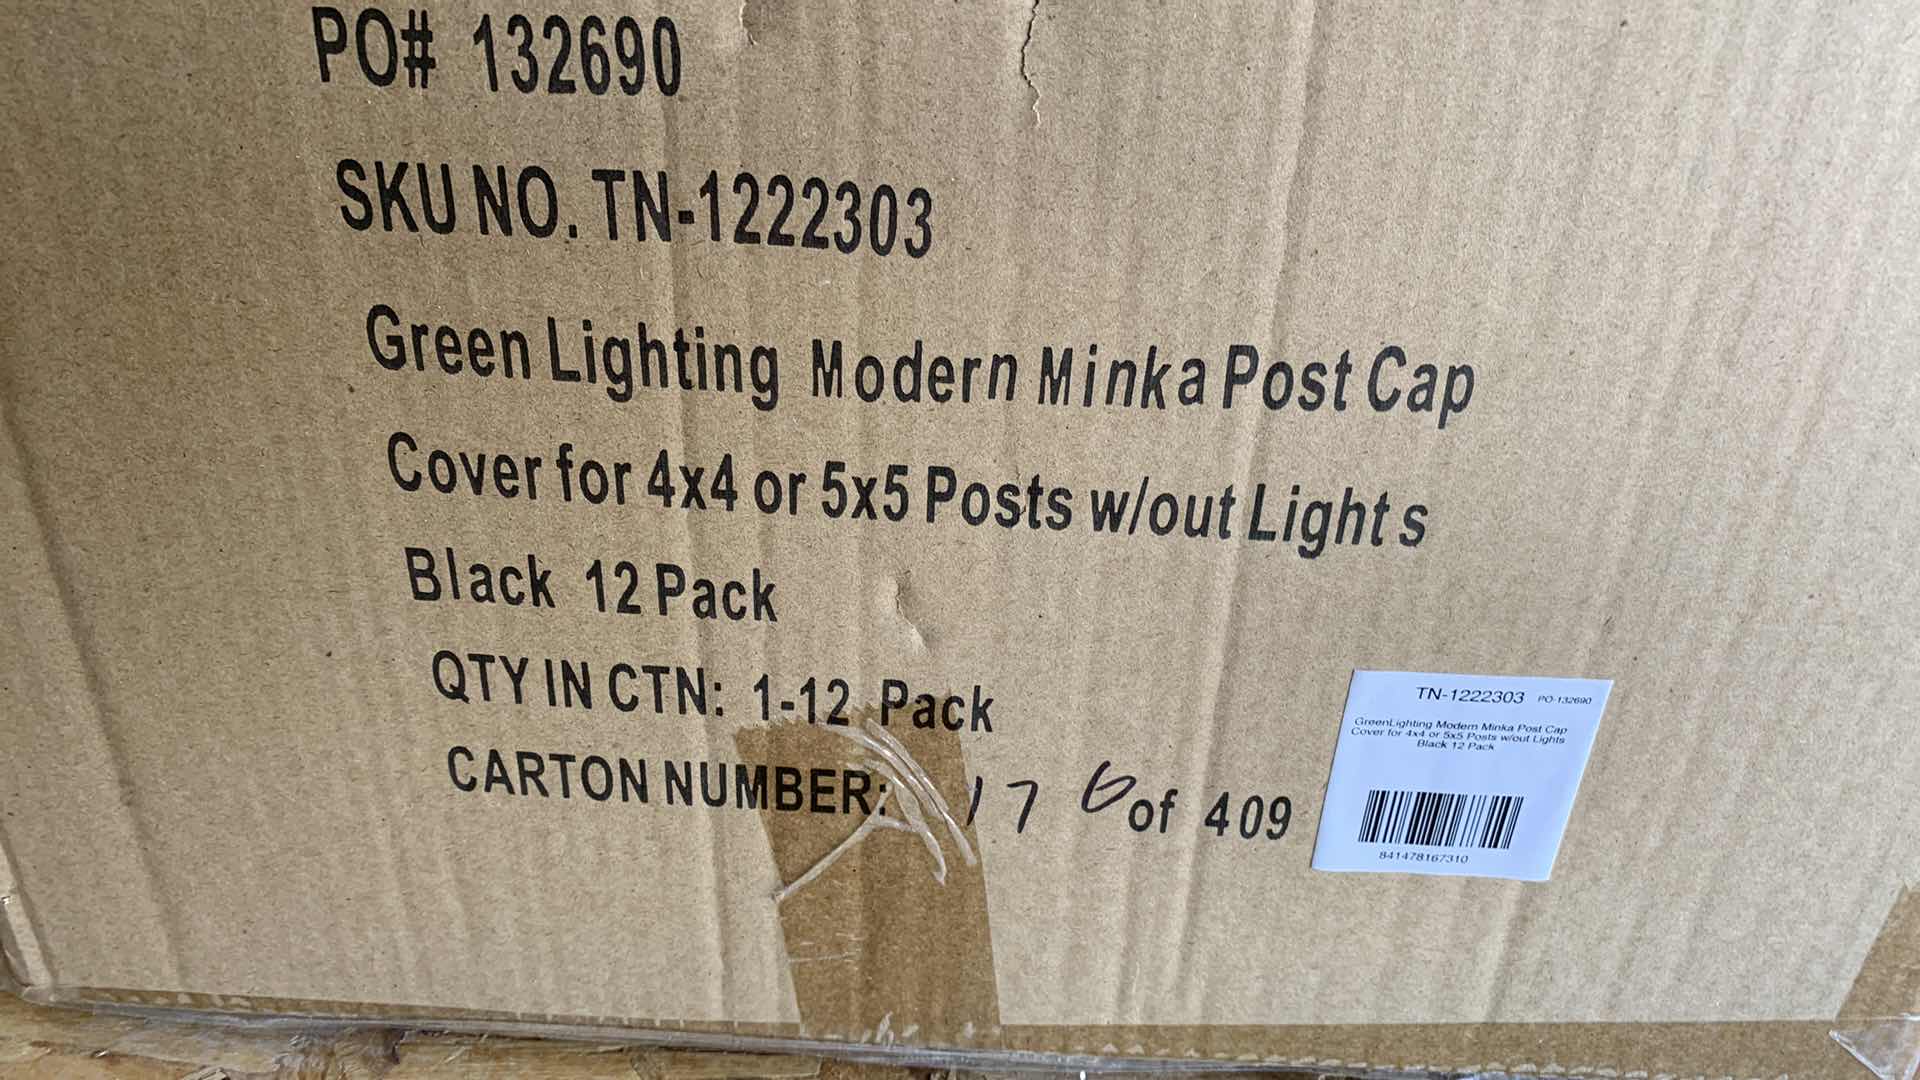 PO# 132690
SKU NO. TN-1222303
Green Lighting Modern Minka Post Cap
Cover for 4x4 or 5x5 Posts w/out Lights
Black 12 Pack
QTY IN CTN: 1-12 Pack
CARTON NUMBER: 176 of 409
TN-1222303 PO-132690
GreenLighting Modern Minka Post Cap
Cover for 4x4 or 5x5 Posts w/out Lights
Black 12 Pack
841478167310